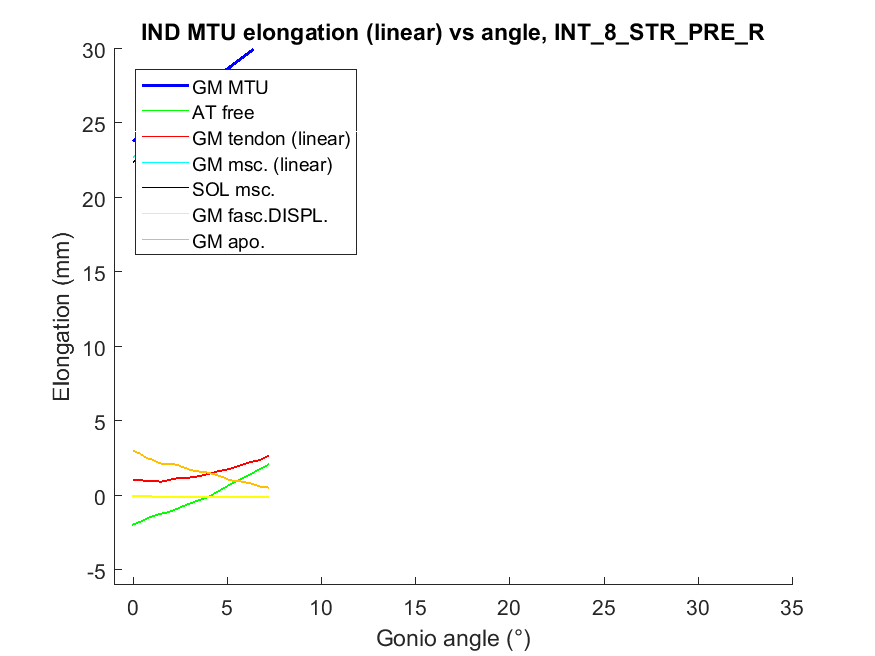 IND MTU elongation (linear) vs angle, INT_8_STR_PRE_R
30
25
20
15
10
5
0
-5
Elongation (mm)
GM MTU
AT free
GM tendon (linear)
GM msc. (linear)
SOL msc.
GM fasc.DISPL.
GM apo.
0 5 10 15 20 25 30 35
Gonio angle (°)